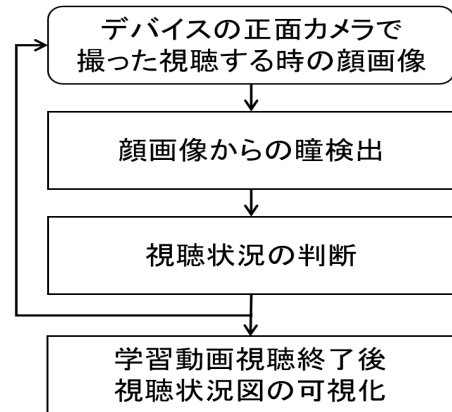 デバイスの正面カメラで
撮った視聴する時の顔画像
顔画像からの瞳検出
視聴状況の判断
学習動画視聴終了後
視聴状況図の可視化